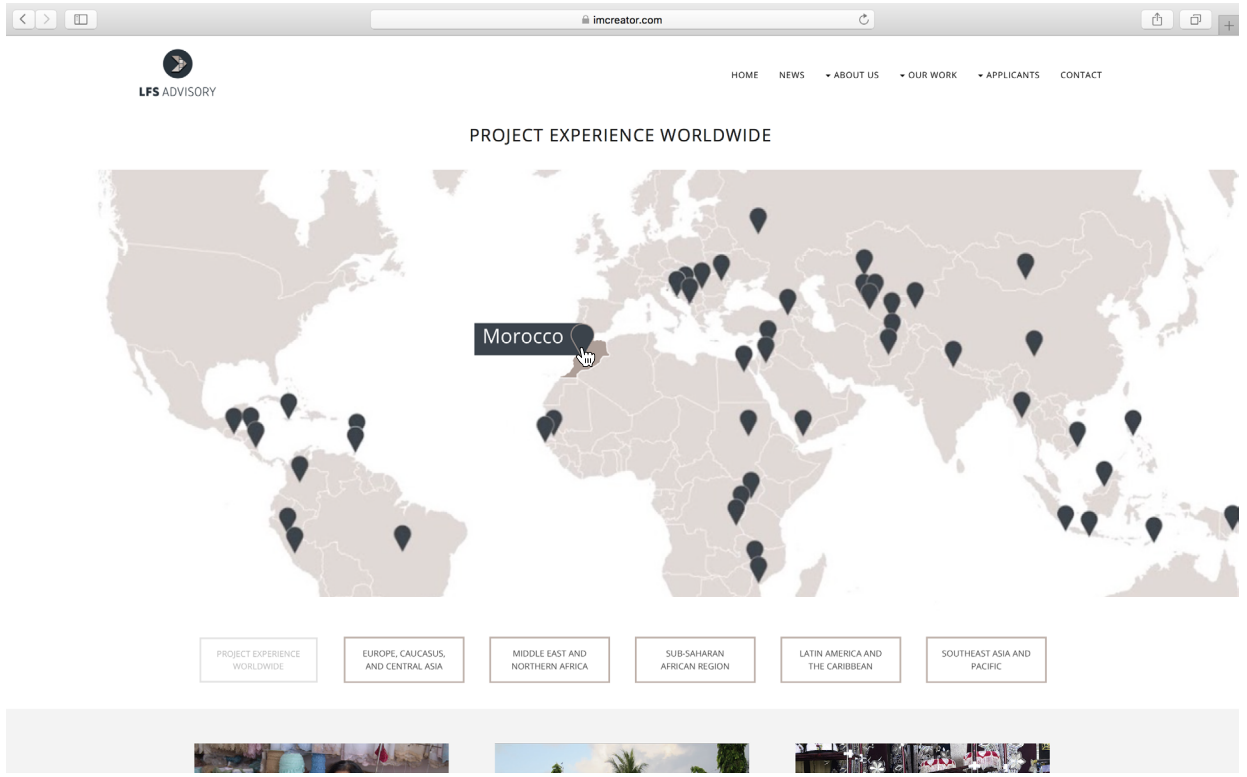 imcreator.com
LFS ADVISORY
HOME NEWS ABOUT US OUR WORK APPLICANTS CONTACT
PROJECT EXPERIENCE WORLDWIDE
Morocco
PROJECT EXPERIENCE
WORLDWIDE
EUROPE, CAUCASUS,
AND CENTRAL ASIA
MIDDLE EAST AND
NORTHERN AFRICA
SUB-SAHARAN
AFRICAN REGION
LATIN AMERICA AND
THE CARIBBEAN
SOUTHEAST ASIA AND
PACIFIC